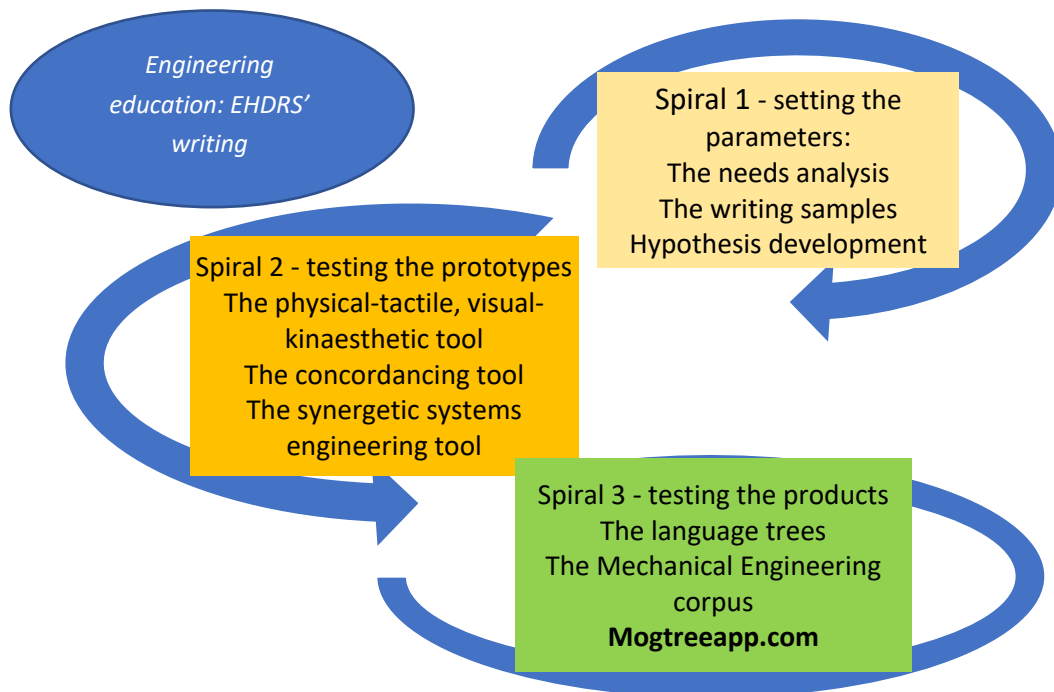 Engineering
education: EHDRS’
writing
Spiral 1 - setting the
parameters:
The needs analysis
The writing samples
Hypothesis development
Spiral 2 - testing the prototypes
The physical-tactile, visual-
kinaesthetic tool
The concordancing tool
The synergetic systems
engineering tool
Spiral 3 - testing the products
The language trees
The Mechanical Engineering
corpus
Mogtreeapp.com